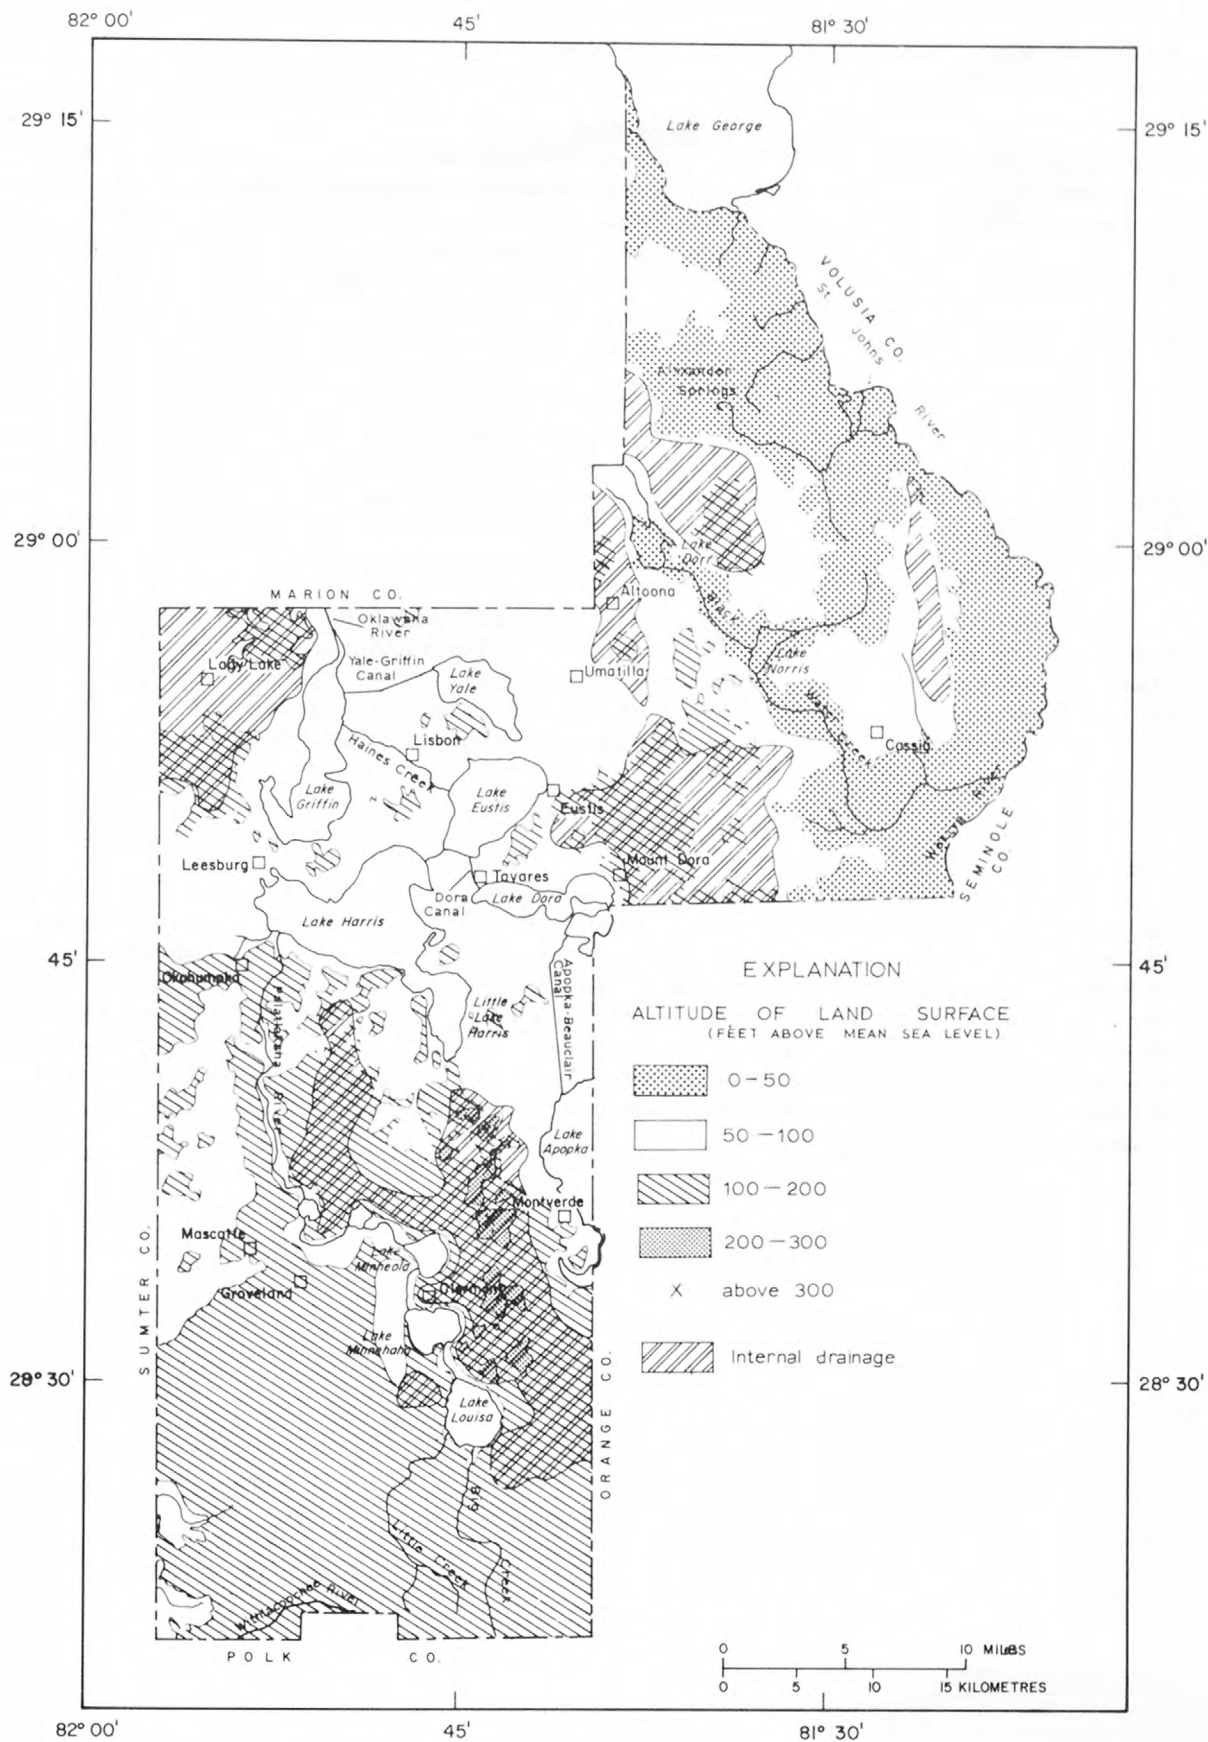 82° 00'
45'
81° 30'
29° 15'
29° 15'
Lake George
VOLUSIA CO.
St Johns River
Alexander
Springs
29° 00'
29° 00'
Lake
Dorr
MARION CO.
Altoona
Black
Oklawaha
River
Lady Lake
Yale-Griffin
Canal
Lake
Yale
Umatilla
Lake
Norris
Water Creek
Cassia
Lisbon
Haines Creek
Lake
Griffin
Lake
Eustis
Eustis
Wekiva River
SEMINOLE
CO.
Leesburg
Tavares
Mount Dora
Dora
Canal
Lake Dora
Lake Harris
45'
45'
Okahumpka
Palatlakaha River
Little
Lake
Harris
Apopka-Beauclair
Canal
EXPLANATION
ALTITUDE OF LAND SURFACE
(FEET ABOVE MEAN SEA LEVEL)
0-50
50-100
100-200
200-300
X above 300
Internal drainage
Lake
Apopka
Montverde
Mascotte
Lake
Minneola
Groveland
Clermont
SUMTER CO.
Lake
Minnehaha
28° 30'
28° 30'
Lake
Louisa
ORANGE CO.
Big Creek
Little Creek
Withlacoochee River
POLK CO.
0 5 10 MILES
0 5 10 15 KILOMETRES
82° 00'
45'
81° 30'